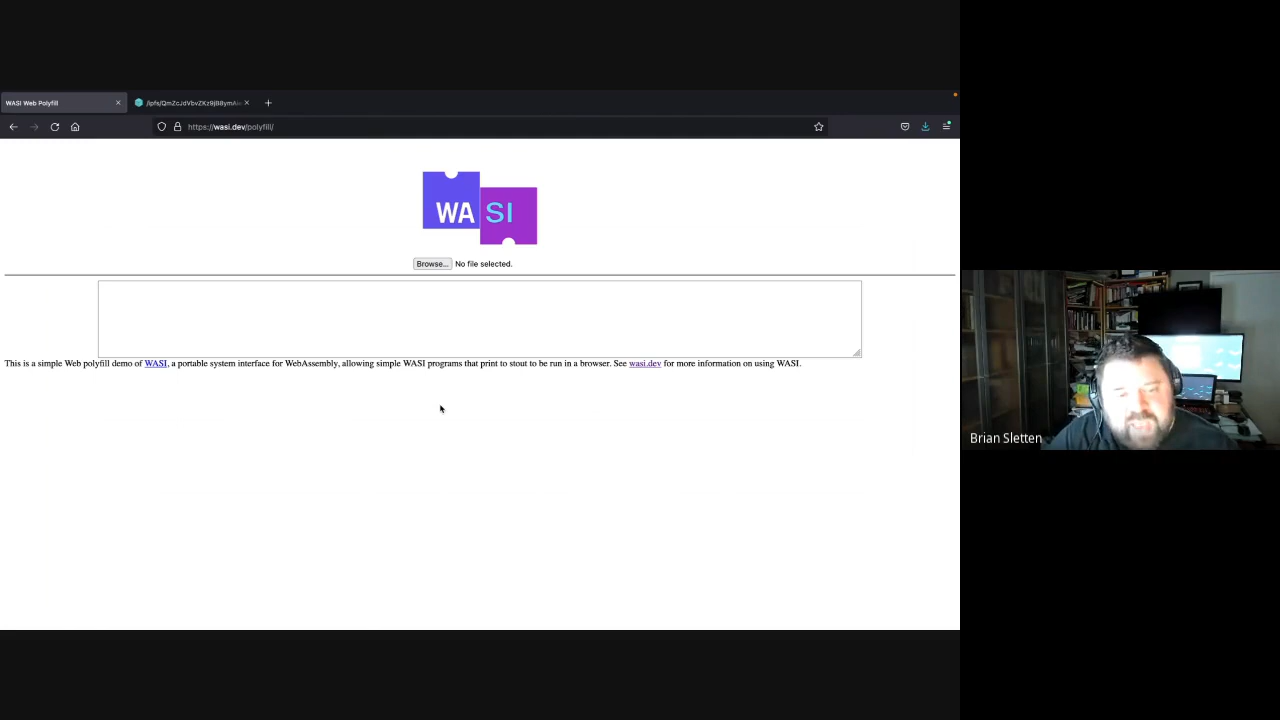 WASI Web Polyfill
/ipfs/QmZcJdVbvZKz9jB8ymAi
https://wasi.dev/polyfill/
WA SI
Browse... No file selected.
This is a simple Web polyfill demo of WASI, a portable system interface for WebAssembly, allowing simple WASI programs that print to stout to be run in a browser. See wasi.dev for more information on using WASI.
Brian Sletten